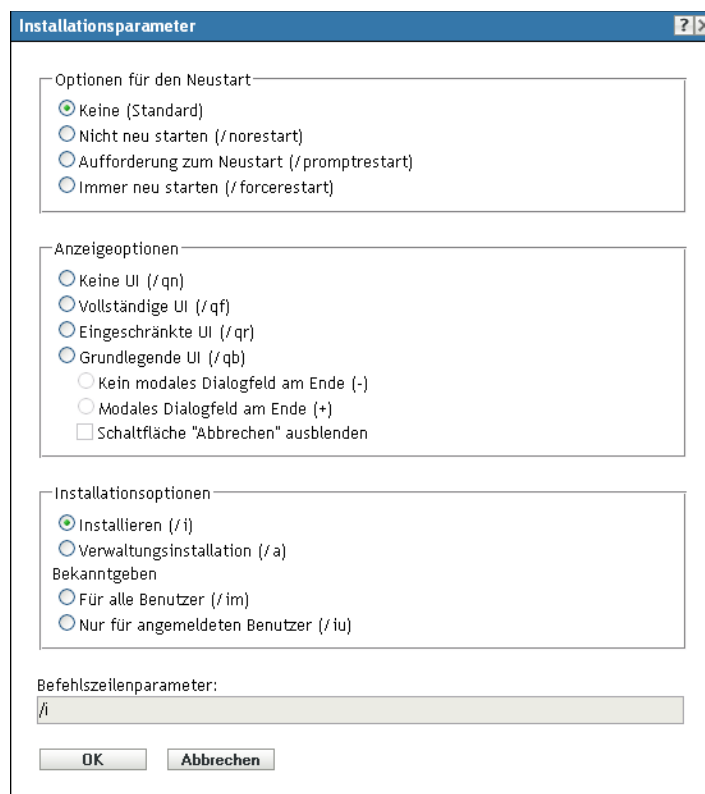 Installationsparameter
Optionen für den Neustart
Keine (Standard)
Nicht neu starten (/norestart)
Aufforderung zum Neustart (/promptrestart)
Immer neu starten (/forcerestart)
Anzeigeoptionen
Keine UI (/qn)
Vollständige UI (/qf)
Eingeschränkte UI (/qr)
Grundlegende UI (/qb)
Kein modales Dialogfeld am Ende (-)
Modales Dialogfeld am Ende (+)
Schaltfläche "Abbrechen" ausblenden
Installationsoptionen
Installieren (/i)
Verwaltungsinstallation (/a)
Bekanntgeben
Für alle Benutzer (/im)
Nur für angemeldeten Benutzer (/iu)
Befehlszeilenparameter:
/i
OK Abbrechen